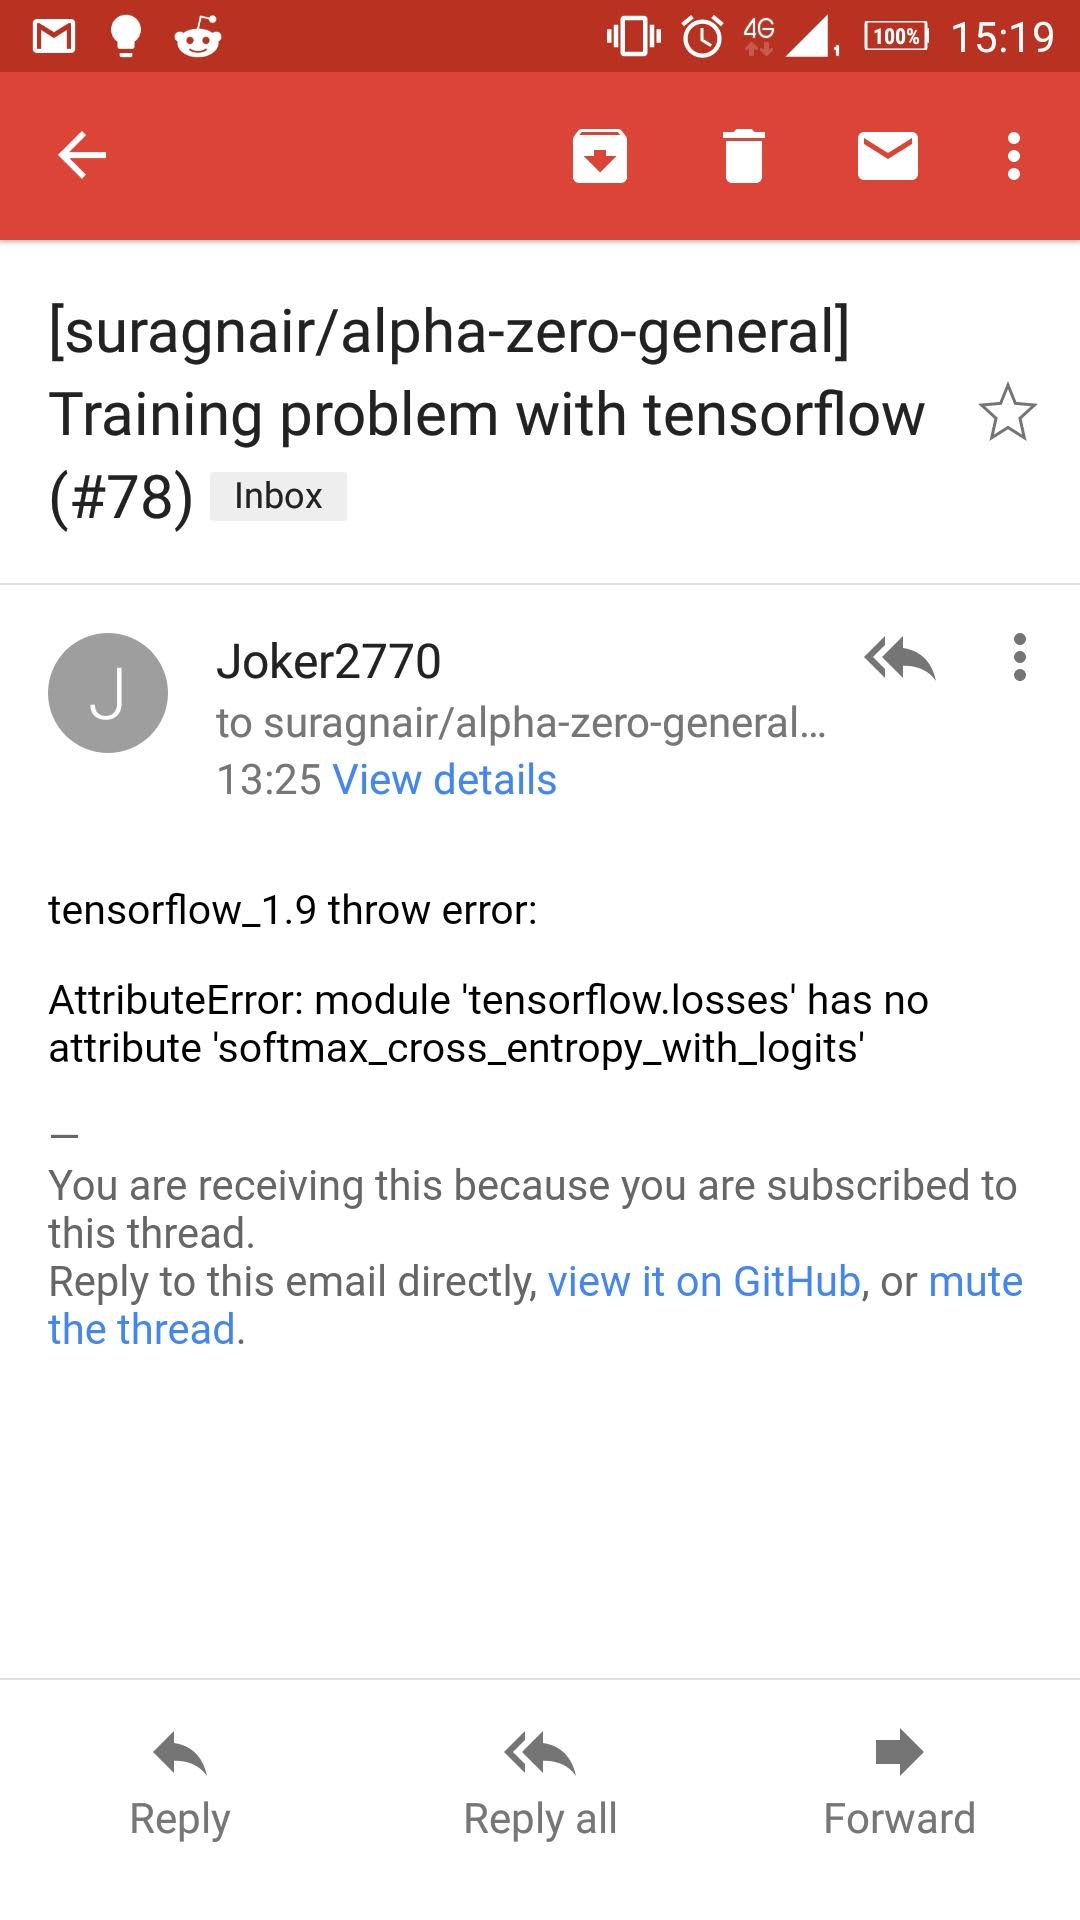 4G
100%
15:19
[suragnair/alpha-zero-general]
Training problem with tensorflow
(#78) Inbox
J
Joker2770
to suragnair/alpha-zero-general...
13:25 View details
tensorflow_1.9 throw error:
AttributeError: module 'tensorflow.losses' has no
attribute 'softmax_cross_entropy_with_logits'
—
You are receiving this because you are subscribed to
this thread.
Reply to this email directly, view it on GitHub, or mute
the thread.
Reply
Reply all
Forward